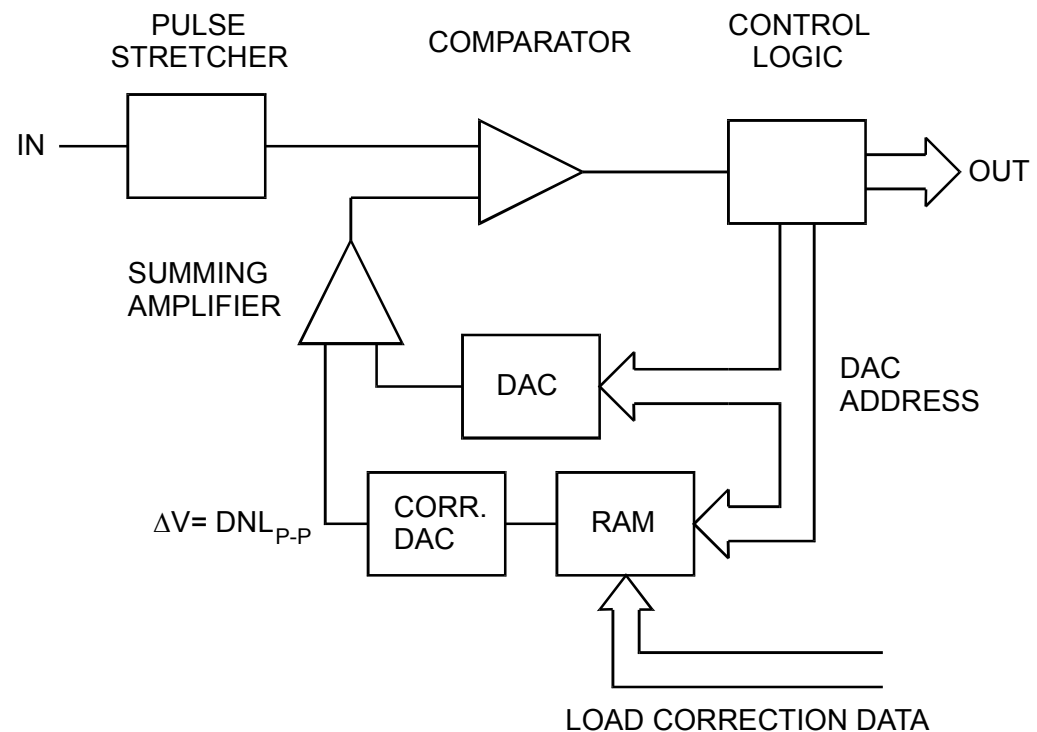 PULSE
STRETCHER
COMPARATOR
CONTROL
LOGIC
IN
OUT
SUMMING
AMPLIFIER
DAC
DAC
ADDRESS
ΔV= DNL_P-P
CORR.
DAC
RAM
LOAD CORRECTION DATA